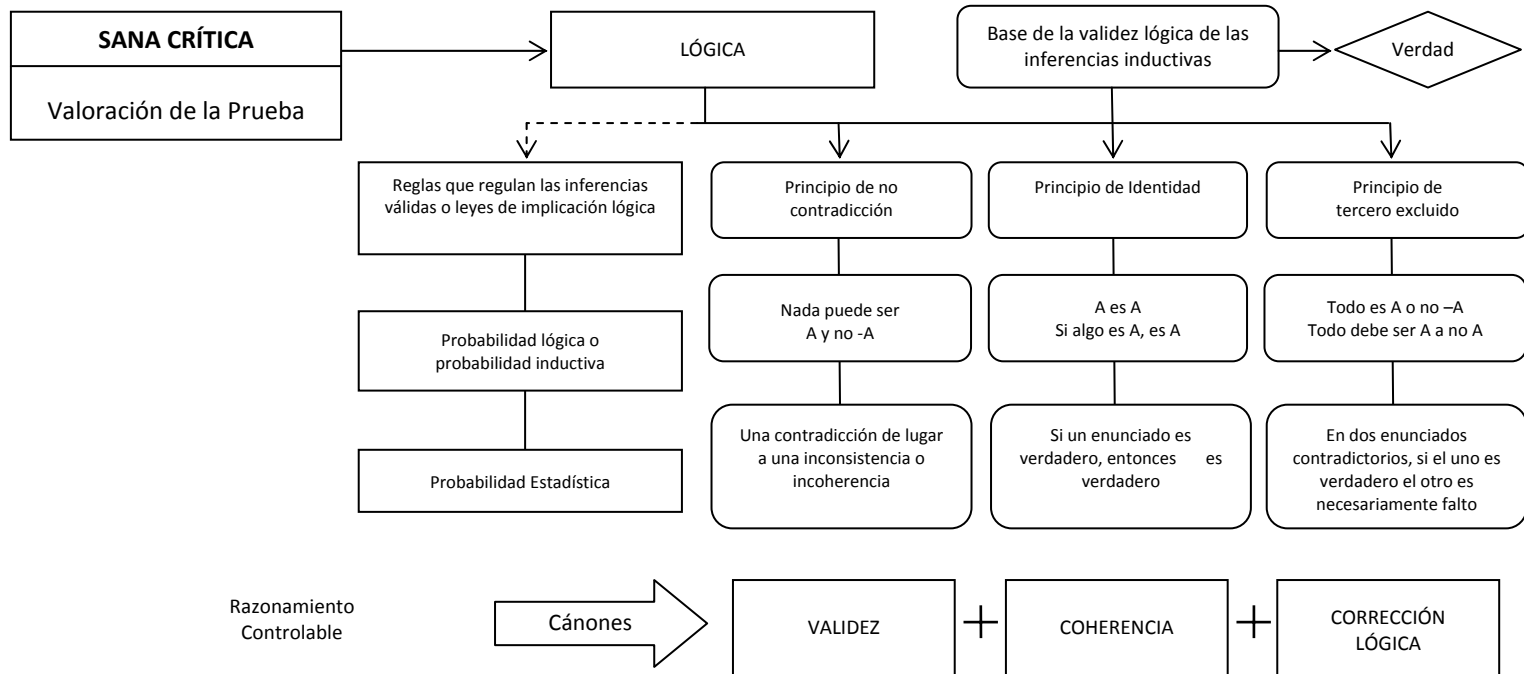 SANA CRÍTICA
Valoración de la Prueba
LÓGICA
Base de la validez lógica de las
inferencias inductivas
Verdad
Reglas que regulan las inferencias
válidas o leyes de implicación lógica
Principio de no
contradicción
Principio de Identidad
Principio de
tercero excluido
Probabilidad lógica o
probabilidad inductiva
Nada puede ser
A y no -A
A es A
Si algo es A, es A
Todo es A o no –A
Todo debe ser A a no A
Probabilidad Estadística
Una contradicción de lugar
a una inconsistencia o
incoherencia
Si un enunciado es
verdadero, entonces es
verdadero
En dos enunciados
contradictorios, si el uno es
verdadero el otro es
necesariamente falto
Razonamiento
Controlable
Cánones
VALIDEZ
+
COHERENCIA
+
CORRECCIÓN
LÓGICA